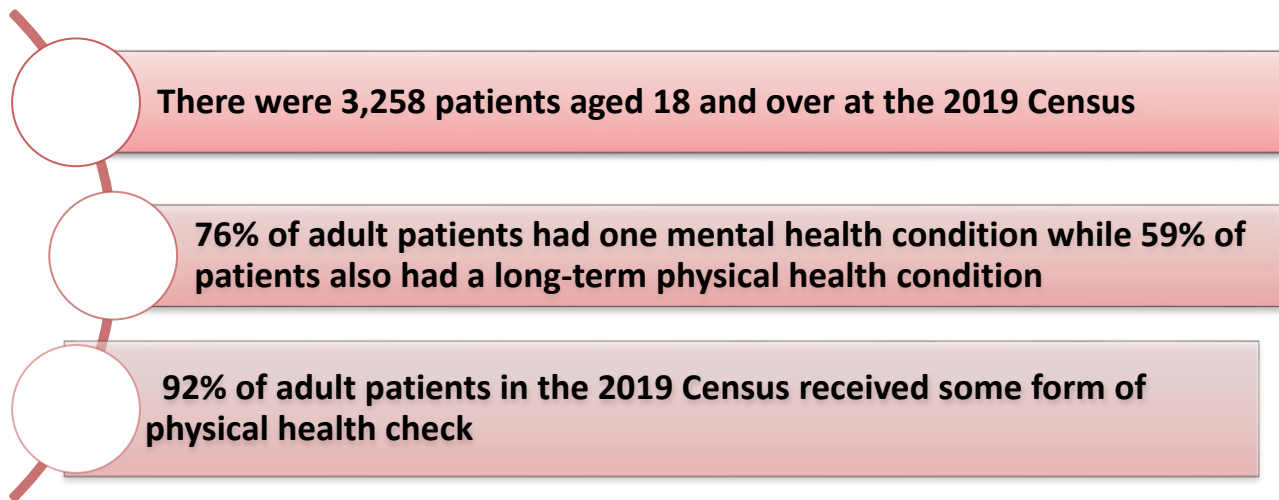 There were 3,258 patients aged 18 and over at the 2019 Census
76% of adult patients had one mental health condition while 59% of
patients also had a long-term physical health condition
92% of adult patients in the 2019 Census received some form of
physical health check